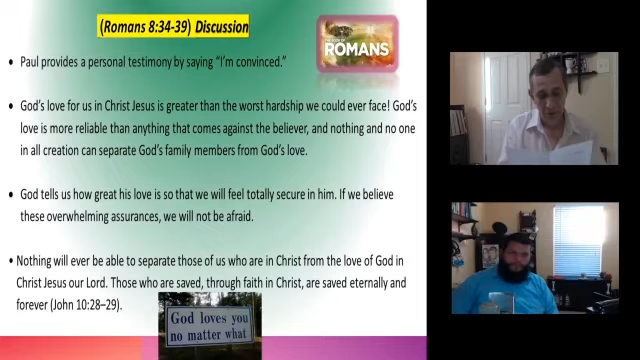 (Romans 8:34-39) Discussion
THE BOOK OF
ROMANS
• Paul provides a personal testimony by saying “I’m convinced.”
• God’s love for us in Christ Jesus is greater than the worst hardship we could ever face! God’s
love is more reliable than anything that comes against the believer, and nothing and no one
in all creation can separate God’s family members from God’s love.
• God tells us how great his love is so that we will feel totally secure in him. If we believe
these overwhelming assurances, we will not be afraid.
• Nothing will ever be able to separate those of us who are in Christ from the love of God in
Christ Jesus our Lord. Those who are saved, through faith in Christ, are saved eternally and
forever (John 10:28–29).
God loves you
no matter what